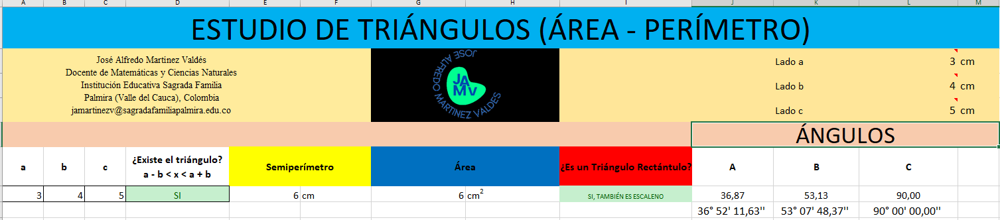 A B C D E F G H I J K L M
ESTUDIO DE TRIÁNGULOS (ÁREA - PERÍMETRO)
José Alfredo Martinez Valdés
Docente de Matemáticas y Ciencias Naturales
Institución Educativa Sagrada Familia
Palmira (Valle del Cauca), Colombia
jamartinezv@sagradafamiliapalmira.edu.co
JOSE ALFREDO MARTINEZ VALDES
JA
MV
Lado a 3 cm
Lado b 4 cm
Lado c 5 cm
ÁNGULOS
a b c ¿Existe el triángulo? Semiperímetro Área ¿Es un Triángulo Rectántulo? A B C
a - b < x < a + b
3 4 5 SI 6 cm 6 cm² SI, TAMBIÉN ES ESCALENO 36,87 53,13 90,00
36° 52' 11,63'' 53° 07' 48,37'' 90° 00' 00,00''